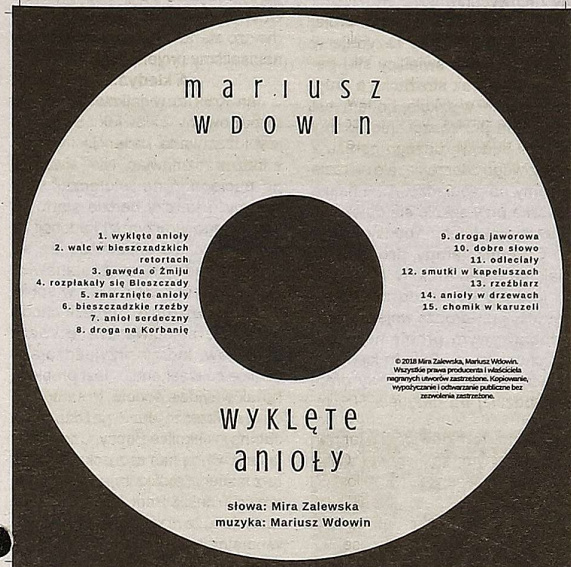 mariusz
wdowin
1. wyklęte anioły
2. walc w bieszczadzkich
retortach
3. gawęda o Żmiju
4. rozpłakały się Bieszczady
5. zmarznięte anioły
6. bieszczadzkie rzeźby
7. anioł serdeczny
8. droga na Korbanię
9. droga jaworowa
10. dobre słowo
11. odleciały
12. smutki w kapeluszach
13. rzeźbiarz
14. anioły w drzewach
15. chomik w karuzeli
© 2018 Mira Zalewska, Mariusz Wdowin.
Wszystkie prawa producenta i właściciela
nagranych utworów zastrzeżone. Kopiowanie,
wypożyczanie i odtwarzanie publiczne bez
zezwolenia zastrzeżone.
wyklęte
anioły
słowa: Mira Zalewska
muzyka: Mariusz Wdowin